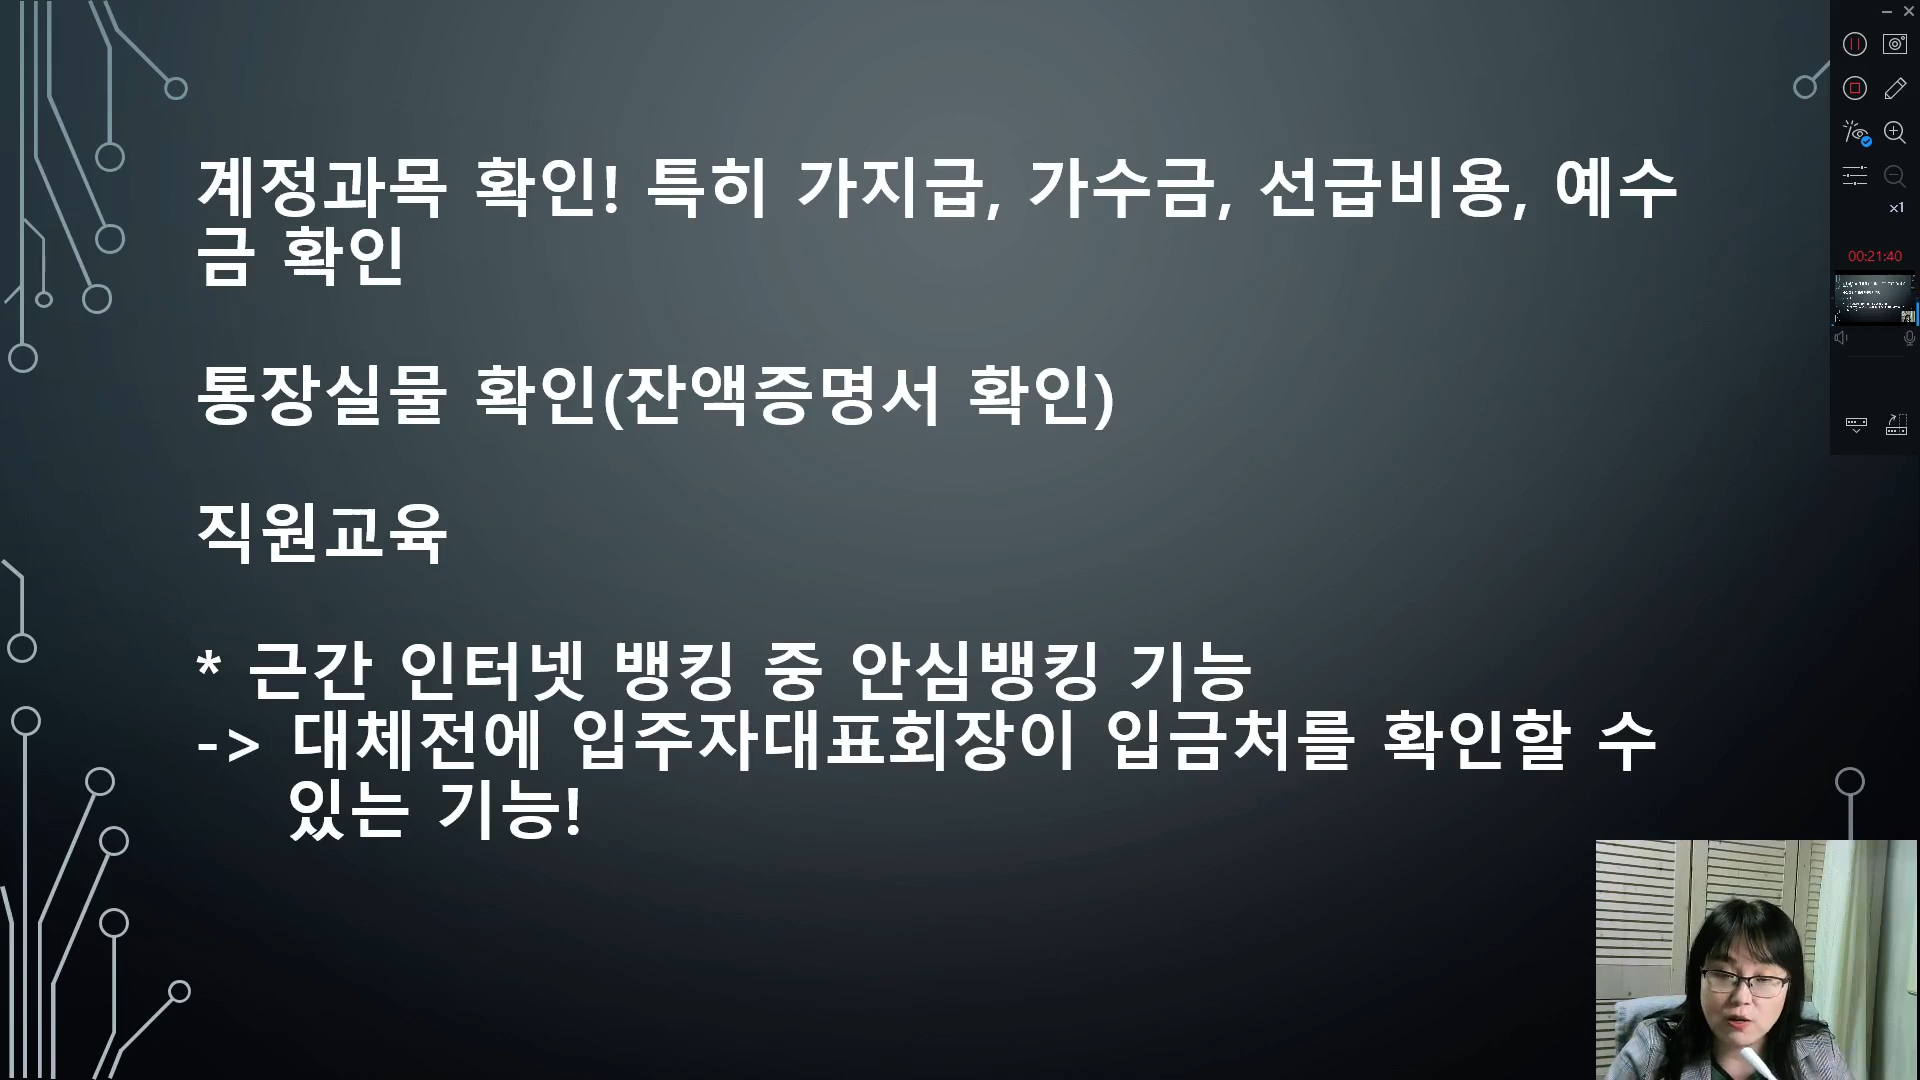 계정과목 확인! 특히 가지급, 가수금, 선급비용, 예수
금 확인
통장실물 확인(잔액증명서 확인)
직원교육
* 근간 인터넷 뱅킹 중 안심뱅킹 기능
-> 대체전에 입주자대표회장이 입금처를 확인할 수
있는 기능!
x1
00:21:40